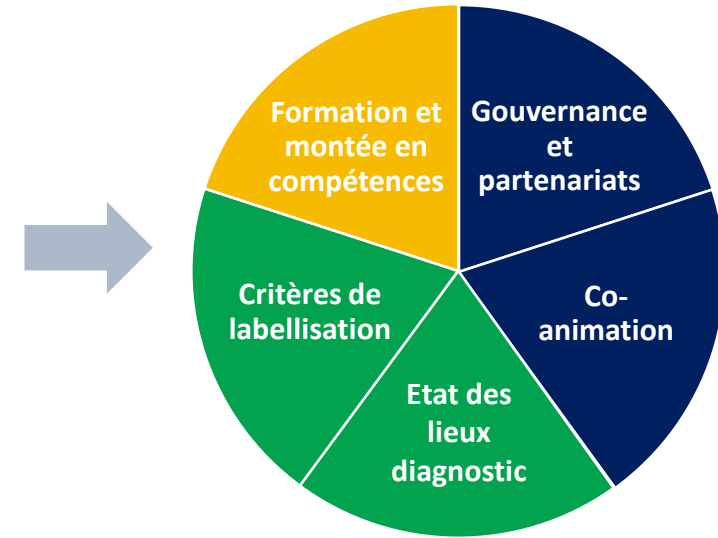 Formation et
montée en
compétences
Gouvernance
et
partenariats
Critères de
labellisation
Co-
animation
Etat des
lieux
diagnostic